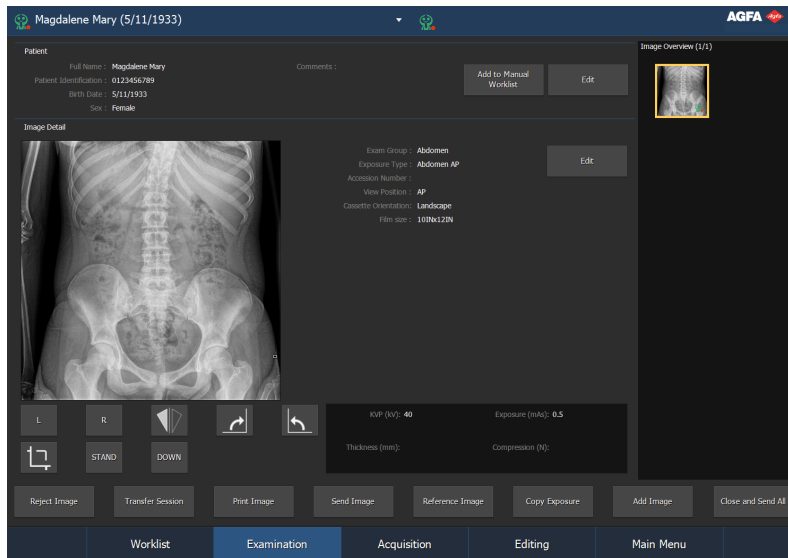 Magdalene Mary (5/11/1933)
AGFA
Patient
Image Overview (1/1)
Full Name : Magdalene Mary
Comments :
Patient Identification : 0123456789
Birth Date : 5/11/1933
Sex : Female
Add to Manual Worklist
Edit
Image Detail
Exam Group : Abdomen
Exposure Type : Abdomen AP
Accession Number :
View Position : AP
Cassette Orientation: Landscape
Film size : 10INx12IN
Edit
L
R
STAND
DOWN
KVP (kV): 40
Exposure (mAs): 0.5
Thickness (mm):
Compression (N):
Reject Image
Transfer Session
Print Image
Send Image
Reference Image
Copy Exposure
Add Image
Close and Send All
Worklist
Examination
Acquisition
Editing
Main Menu